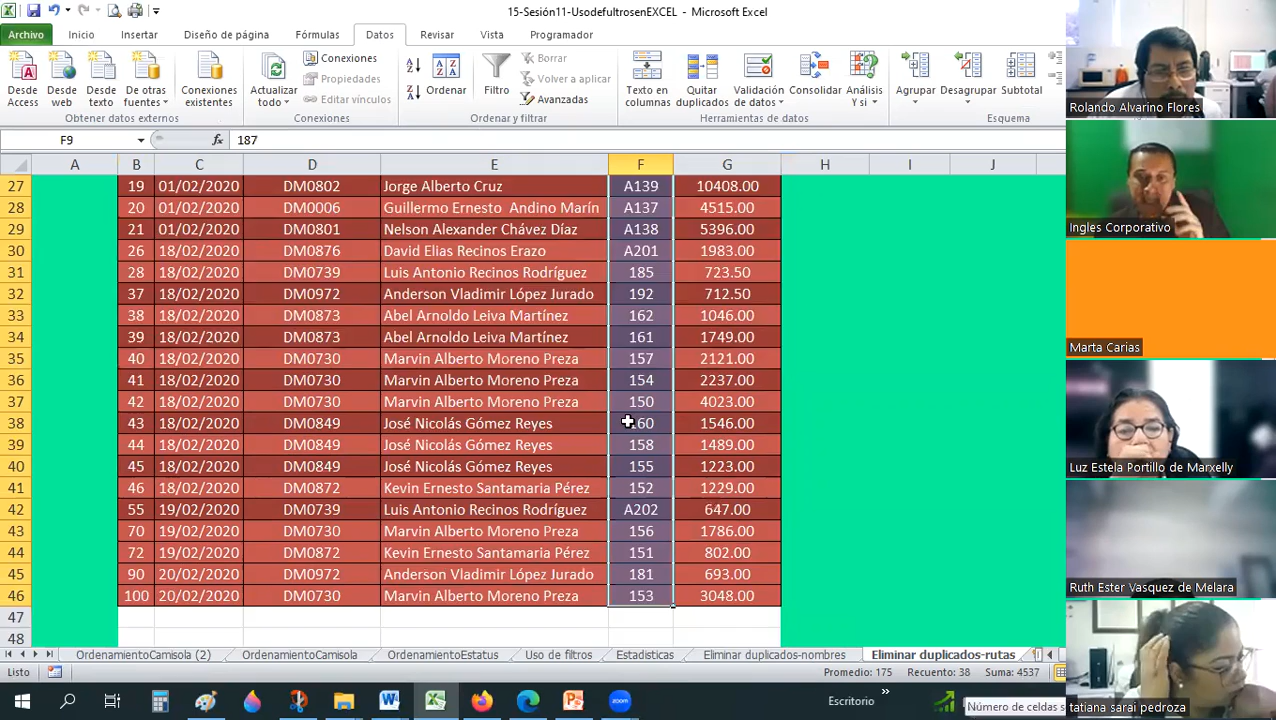 15-Sesión11-UsodefultrosenEXCEL - Microsoft Excel
Archivo Inicio Insertar Diseño de página Fórmulas Datos Revisar Vista Programador
Desde Access
Desde web
Desde texto
De otras fuentes
Conexiones existentes
Obtener datos externos
Actualizar todo
Conexiones
Propiedades
Editar vínculos
Conexiones
Ordenar
Filtro
Borrar
Volver a aplicar
Avanzadas
Ordenar y filtrar
Texto en columnas
Quitar duplicados
Validación de datos
Consolidar
Análisis Y si
Herramientas de datos
Agrupar
Desagrupar
Subtotal
Esquema
F9 fx 187
A B C D E F G H I J
27 19 01/02/2020 DM0802 Jorge Alberto Cruz A139 10408.00
28 20 01/02/2020 DM0006 Guillermo Ernesto Andino Marín A137 4515.00
29 21 01/02/2020 DM0801 Nelson Alexander Chávez Díaz A138 5396.00
30 26 18/02/2020 DM0876 David Elias Recinos Erazo A201 1983.00
31 28 18/02/2020 DM0739 Luis Antonio Recinos Rodríguez 185 723.50
32 37 18/02/2020 DM0972 Anderson Vladimir López Jurado 192 712.50
33 38 18/02/2020 DM0873 Abel Arnoldo Leiva Martínez 162 1046.00
34 39 18/02/2020 DM0873 Abel Arnoldo Leiva Martínez 161 1749.00
35 40 18/02/2020 DM0730 Marvin Alberto Moreno Preza 157 2121.00
36 41 18/02/2020 DM0730 Marvin Alberto Moreno Preza 154 2237.00
37 42 18/02/2020 DM0730 Marvin Alberto Moreno Preza 150 4023.00
38 43 18/02/2020 DM0849 José Nicolás Gómez Reyes 60 1546.00
39 44 18/02/2020 DM0849 José Nicolás Gómez Reyes 158 1489.00
40 45 18/02/2020 DM0849 José Nicolás Gómez Reyes 155 1223.00
41 46 18/02/2020 DM0872 Kevin Ernesto Santamaria Pérez 152 1229.00
42 55 19/02/2020 DM0739 Luis Antonio Recinos Rodríguez A202 647.00
43 70 19/02/2020 DM0730 Marvin Alberto Moreno Preza 156 1786.00
44 72 19/02/2020 DM0872 Kevin Ernesto Santamaria Pérez 151 802.00
45 90 20/02/2020 DM0972 Anderson Vladimir López Jurado 181 693.00
46 100 20/02/2020 DM0730 Marvin Alberto Moreno Preza 153 3048.00
47
48
OrdenamientoCamisola (2) OrdenamientoCamisola OrdenamientoEstatus Uso de filtros Estadisticas Eliminar duplicados-nombres Eliminar duplicados-rutas
Listo Promedio: 175 Recuento: 38 Suma: 4537
Escritorio »
Número de celdas s
zoom
Rolando Alvarino Flores
Ingles Corporativo
Marta Carias
Luz Estela Portillo de Marxelly
Ruth Ester Vasquez de Melara
tatiana sarai pedroza